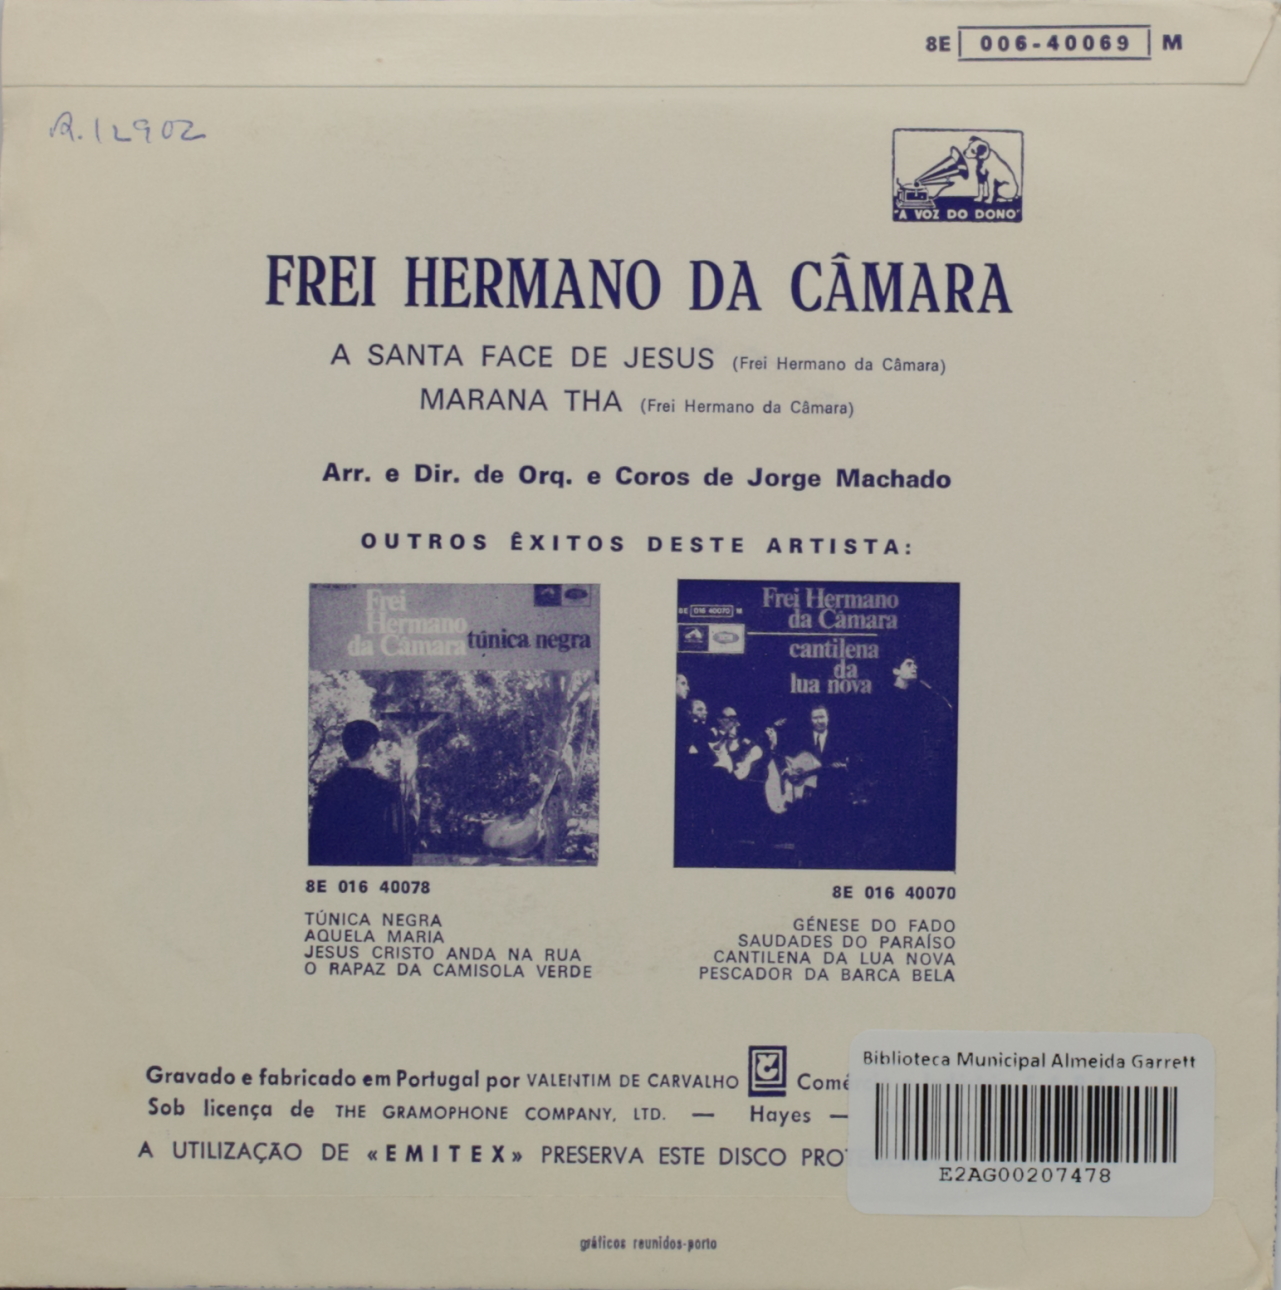 8E 006-40069 M
R.12902
"A VOZ DO DONO"
FREI HERMANO DA CÂMARA
A SANTA FACE DE JESUS (Frei Hermano da Câmara)
MARANA THA (Frei Hermano da Câmara)
Arr. e Dir. de Orq. e Coros de Jorge Machado
OUTROS ÊXITOS DESTE ARTISTA:
Frei
Hermano
da Câmara túnica negra
8E 016 40070 M
Frei Hermano
da Câmara
cantilena
da
lua nova
8E 016 40078
TÚNICA NEGRA
AQUELA MARIA
JESUS CRISTO ANDA NA RUA
O RAPAZ DA CAMISOLA VERDE
8E 016 40070
GÉNESE DO FADO
SAUDADES DO PARAÍSO
CANTILENA DA LUA NOVA
PESCADOR DA BARCA BELA
Gravado e fabricado em Portugal por VALENTIM DE CARVALHO
Sob licença de THE GRAMOPHONE COMPANY, LTD. — Hayes —
A UTILIZAÇÃO DE «EMITEX» PRESERVA ESTE DISCO
Biblioteca Municipal Almeida Garrett
E2AG00207478
gráficos reunidos-porto